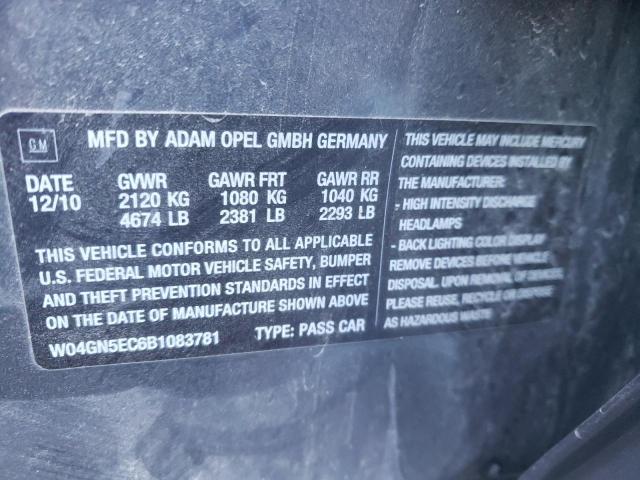 GM
MFD BY ADAM OPEL GMBH GERMANY
DATE GVWR GAWR FRT GAWR RR
12/10 2120 KG 1080 KG 1040 KG
4674 LB 2381 LB 2293 LB
THIS VEHICLE CONFORMS TO ALL APPLICABLE
U.S. FEDERAL MOTOR VEHICLE SAFETY, BUMPER
AND THEFT PREVENTION STANDARDS IN EFFECT
ON THE DATE OF MANUFACTURE SHOWN ABOVE
W04GN5EC6B1083781 TYPE: PASS CAR
THIS VEHICLE MAY INCLUDE MERCURY
CONTAINING DEVICES INSTALLED BY
THE MANUFACTURER:
- HIGH INTENSITY DISCHARGE
HEADLAMPS
- BACK LIGHTING COLOR DISPLAY
REMOVE DEVICES BEFORE VEHICLE
DISPOSAL. UPON REMOVAL OF DEVICES,
PLEASE REUSE, RECYCLE OR DISPOSE
AS HAZARDOUS WASTE